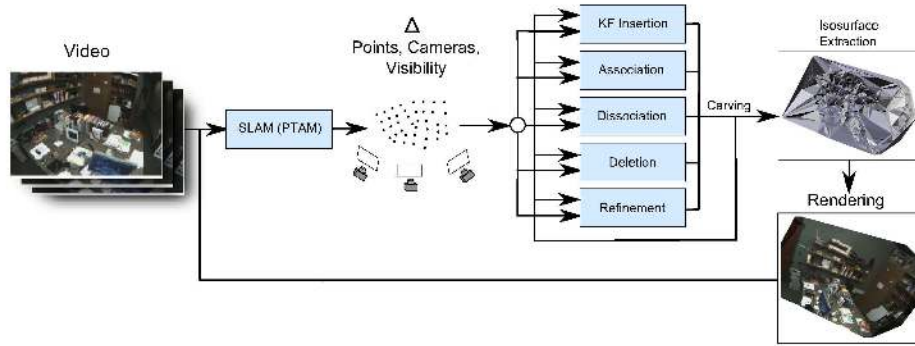 Video
SLAM (PTAM)
Δ
Points, Cameras,
Visibility
KF Insertion
Association
Dissociation
Deletion
Refinement
Carving
Isosurface
Extraction
Rendering